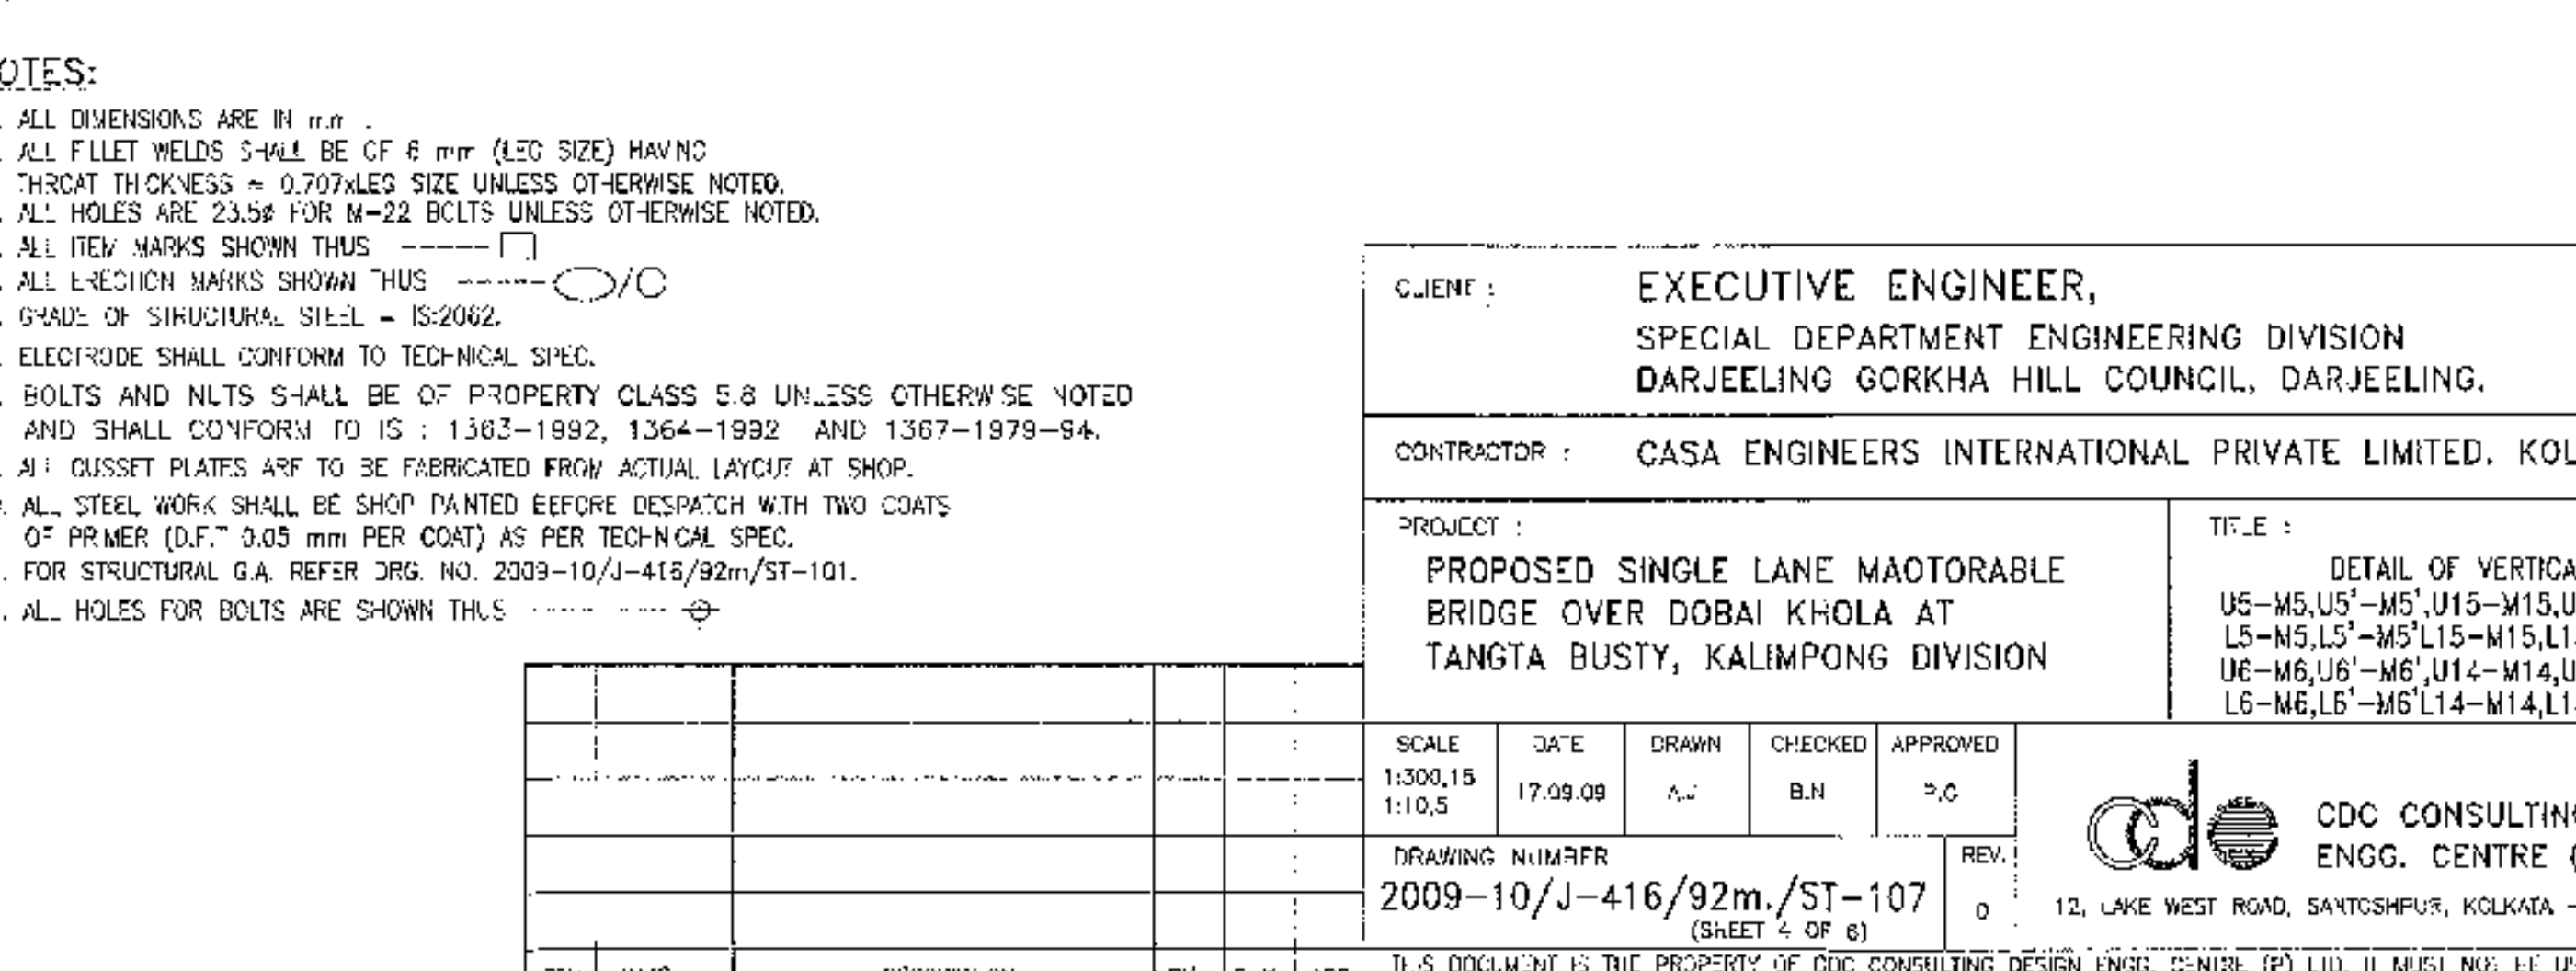 NOTES:
ALL DIMENSIONS ARE IN mm .
ALL FILLET WELDS SHALL BE OF 6 mm (LEG SIZE) HAVING
THROAT THICKNESS = 0.707xLEG SIZE UNLESS OTHERWISE NOTED.
ALL HOLES ARE 23.5ø FOR M-22 BOLTS UNLESS OTHERWISE NOTED.
ALL ITEM MARKS SHOWN THUS
ALL ERECTION MARKS SHOWN THUS
GRADE OF STRUCTURAL STEEL - IS:2062.
ELECTRODE SHALL CONFORM TO TECHNICAL SPEC.
BOLTS AND NUTS SHALL BE OF PROPERTY CLASS 5.8 UNLESS OTHERWISE NOTED
AND SHALL CONFORM TO IS : 1363-1992, 1364-1992 AND 1367-1979-94.
ALL GUSSET PLATES ARE TO BE FABRICATED FROM ACTUAL LAYOUT AT SHOP.
ALL STEEL WORK SHALL BE SHOP PAINTED BEFORE DESPATCH WITH TWO COATS
OF PRIMER (D.F.T 0.05 mm PER COAT) AS PER TECHNICAL SPEC.
FOR STRUCTURAL G.A. REFER DRG. NO. 2009-10/J-416/92m/ST-101.
ALL HOLES FOR BOLTS ARE SHOWN THUS
CLIENT :
EXECUTIVE ENGINEER,
SPECIAL DEPARTMENT ENGINEERING DIVISION
DARJEELING GORKHA HILL COUNCIL, DARJEELING.
CONTRACTOR :
CASA ENGINEERS INTERNATIONAL PRIVATE LIMITED. KOL
PROJECT :
PROPOSED SINGLE LANE MAOTORABLE
BRIDGE OVER DOBAI KHOLA AT
TANGTA BUSTY, KALIMPONG DIVISION
TITLE :
DETAIL OF VERTICA
U5-M5,U5'-M5',U15-M15,U
L5-M5,L5'-M5'L15-M15,L1
U6-M6,U6'-M6',U14-M14,U
L6-M6,L6'-M6'L14-M14,L1
SCALE
1:300,15
1:10,5
DATE
17.09.09
DRAWN
CHECKED
B.N
APPROVED
DRAWING NUMBER
2009-10/J-416/92m./ST-107
(SHEET 4 OF 6)
REV.
0
cdc
CDC CONSULTING
ENGG. CENTRE (
12, LAKE WEST ROAD, SANTOSHPUR, KOLKATA -
THIS DOCUMENT IS THE PROPERTY OF CDC CONSULTING DESIGN ENGG. CENTRE (P) LTD. IT MUST NOT BE